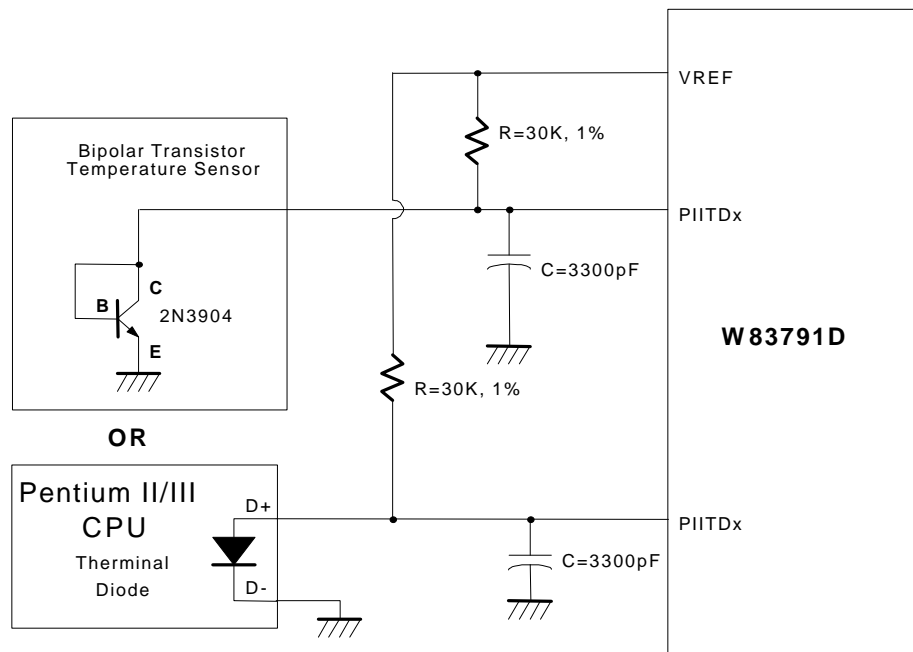 VREF
R=30K, 1%
Bipolar Transistor
Temperature Sensor
PIITDx
C=3300pF
C
B
2N3904
E
W83791D
R=30K, 1%
OR
Pentium II/III
CPU
Therminal
Diode
D+
D-
PIITDx
C=3300pF